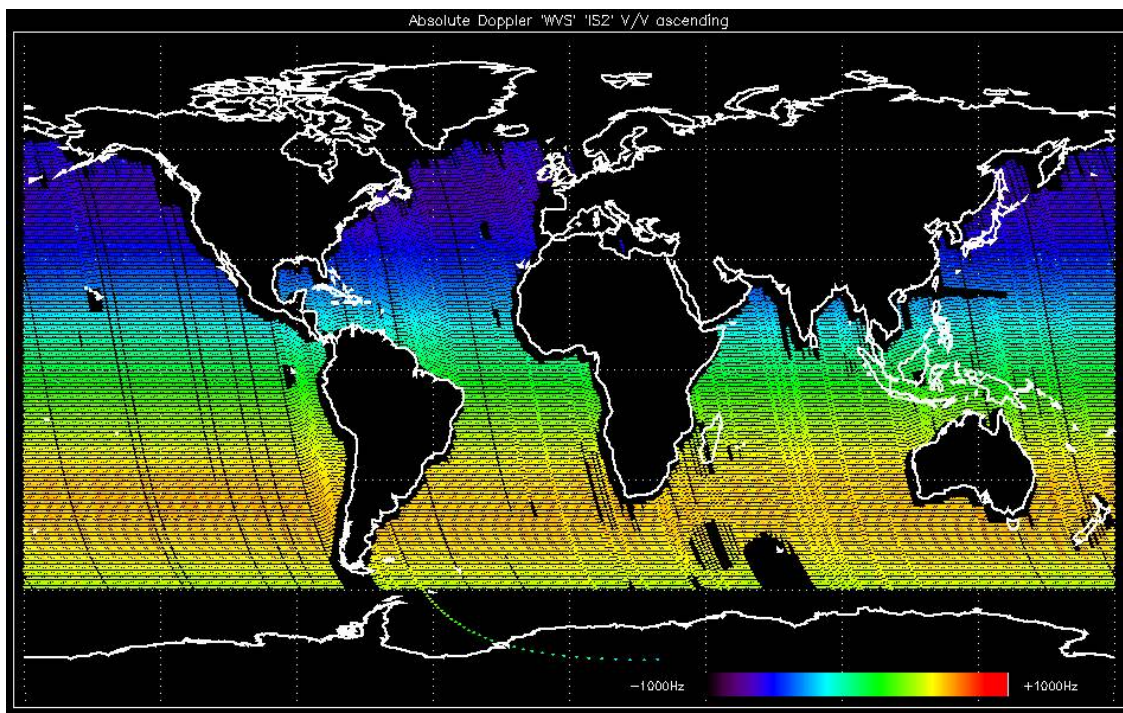 Absolute Doppler 'WVS' 'IS2' V/V ascending
-1000Hz
+1000Hz